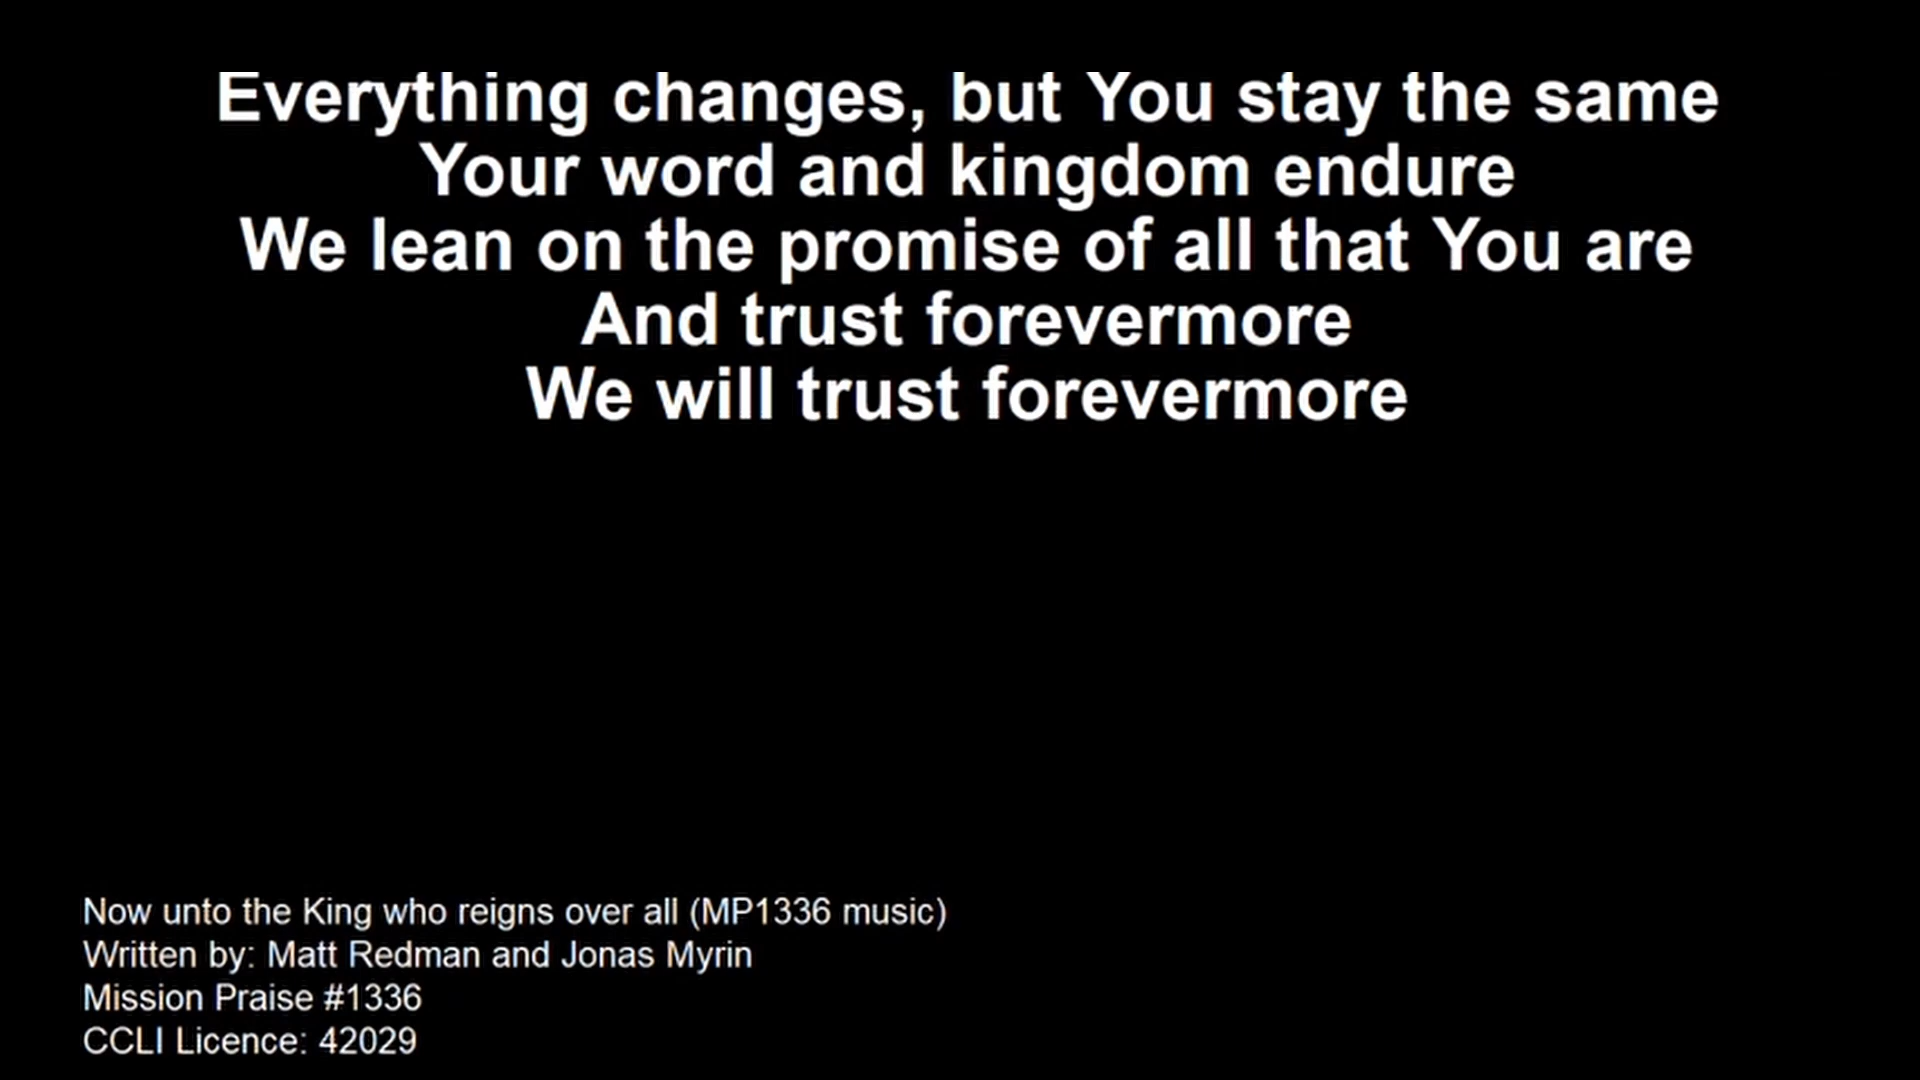 Everything changes, but You stay the same
Your word and kingdom endure
We lean on the promise of all that You are
And trust forevermore
We will trust forevermore
Now unto the King who reigns over all (MP1336 music)
Written by: Matt Redman and Jonas Myrin
Mission Praise #1336
CCLI Licence: 42029